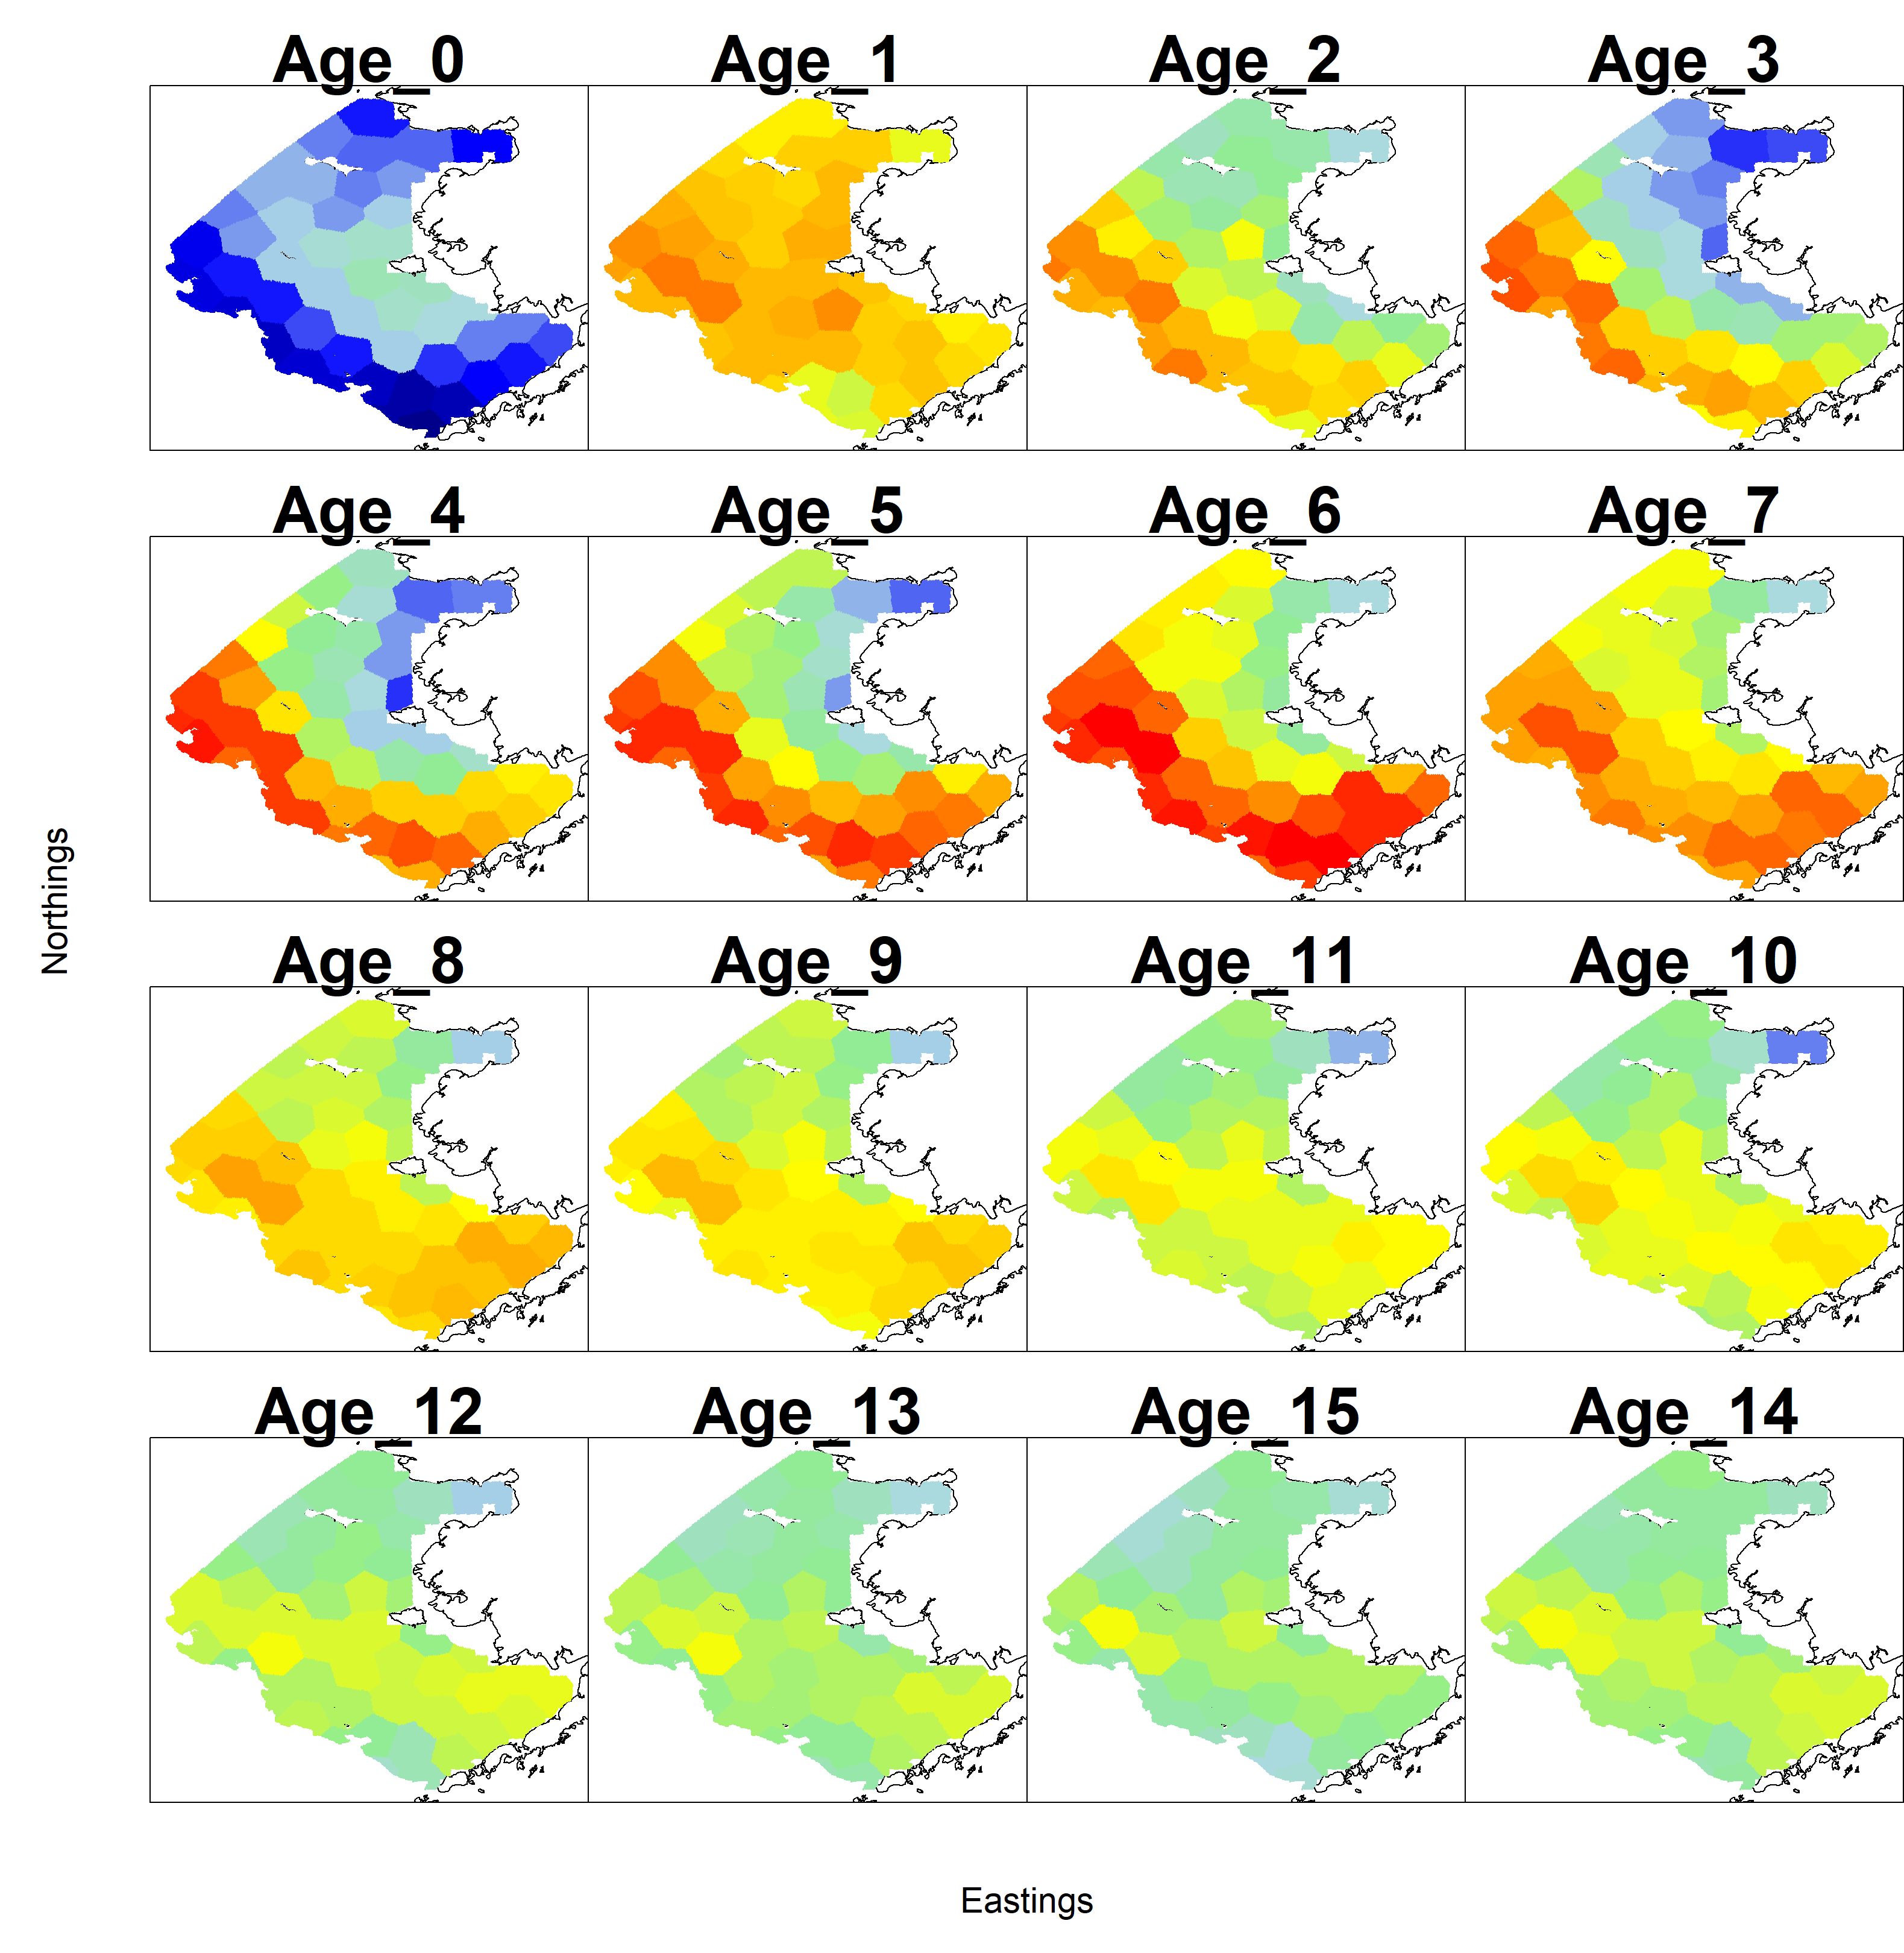 Age_0 Age_1 Age_2 Age_3
Age_4 Age_5 Age_6 Age_7
Northings
Age_8 Age_9 Age_11 Age_10
Age_12 Age_13 Age_15 Age_14
Eastings